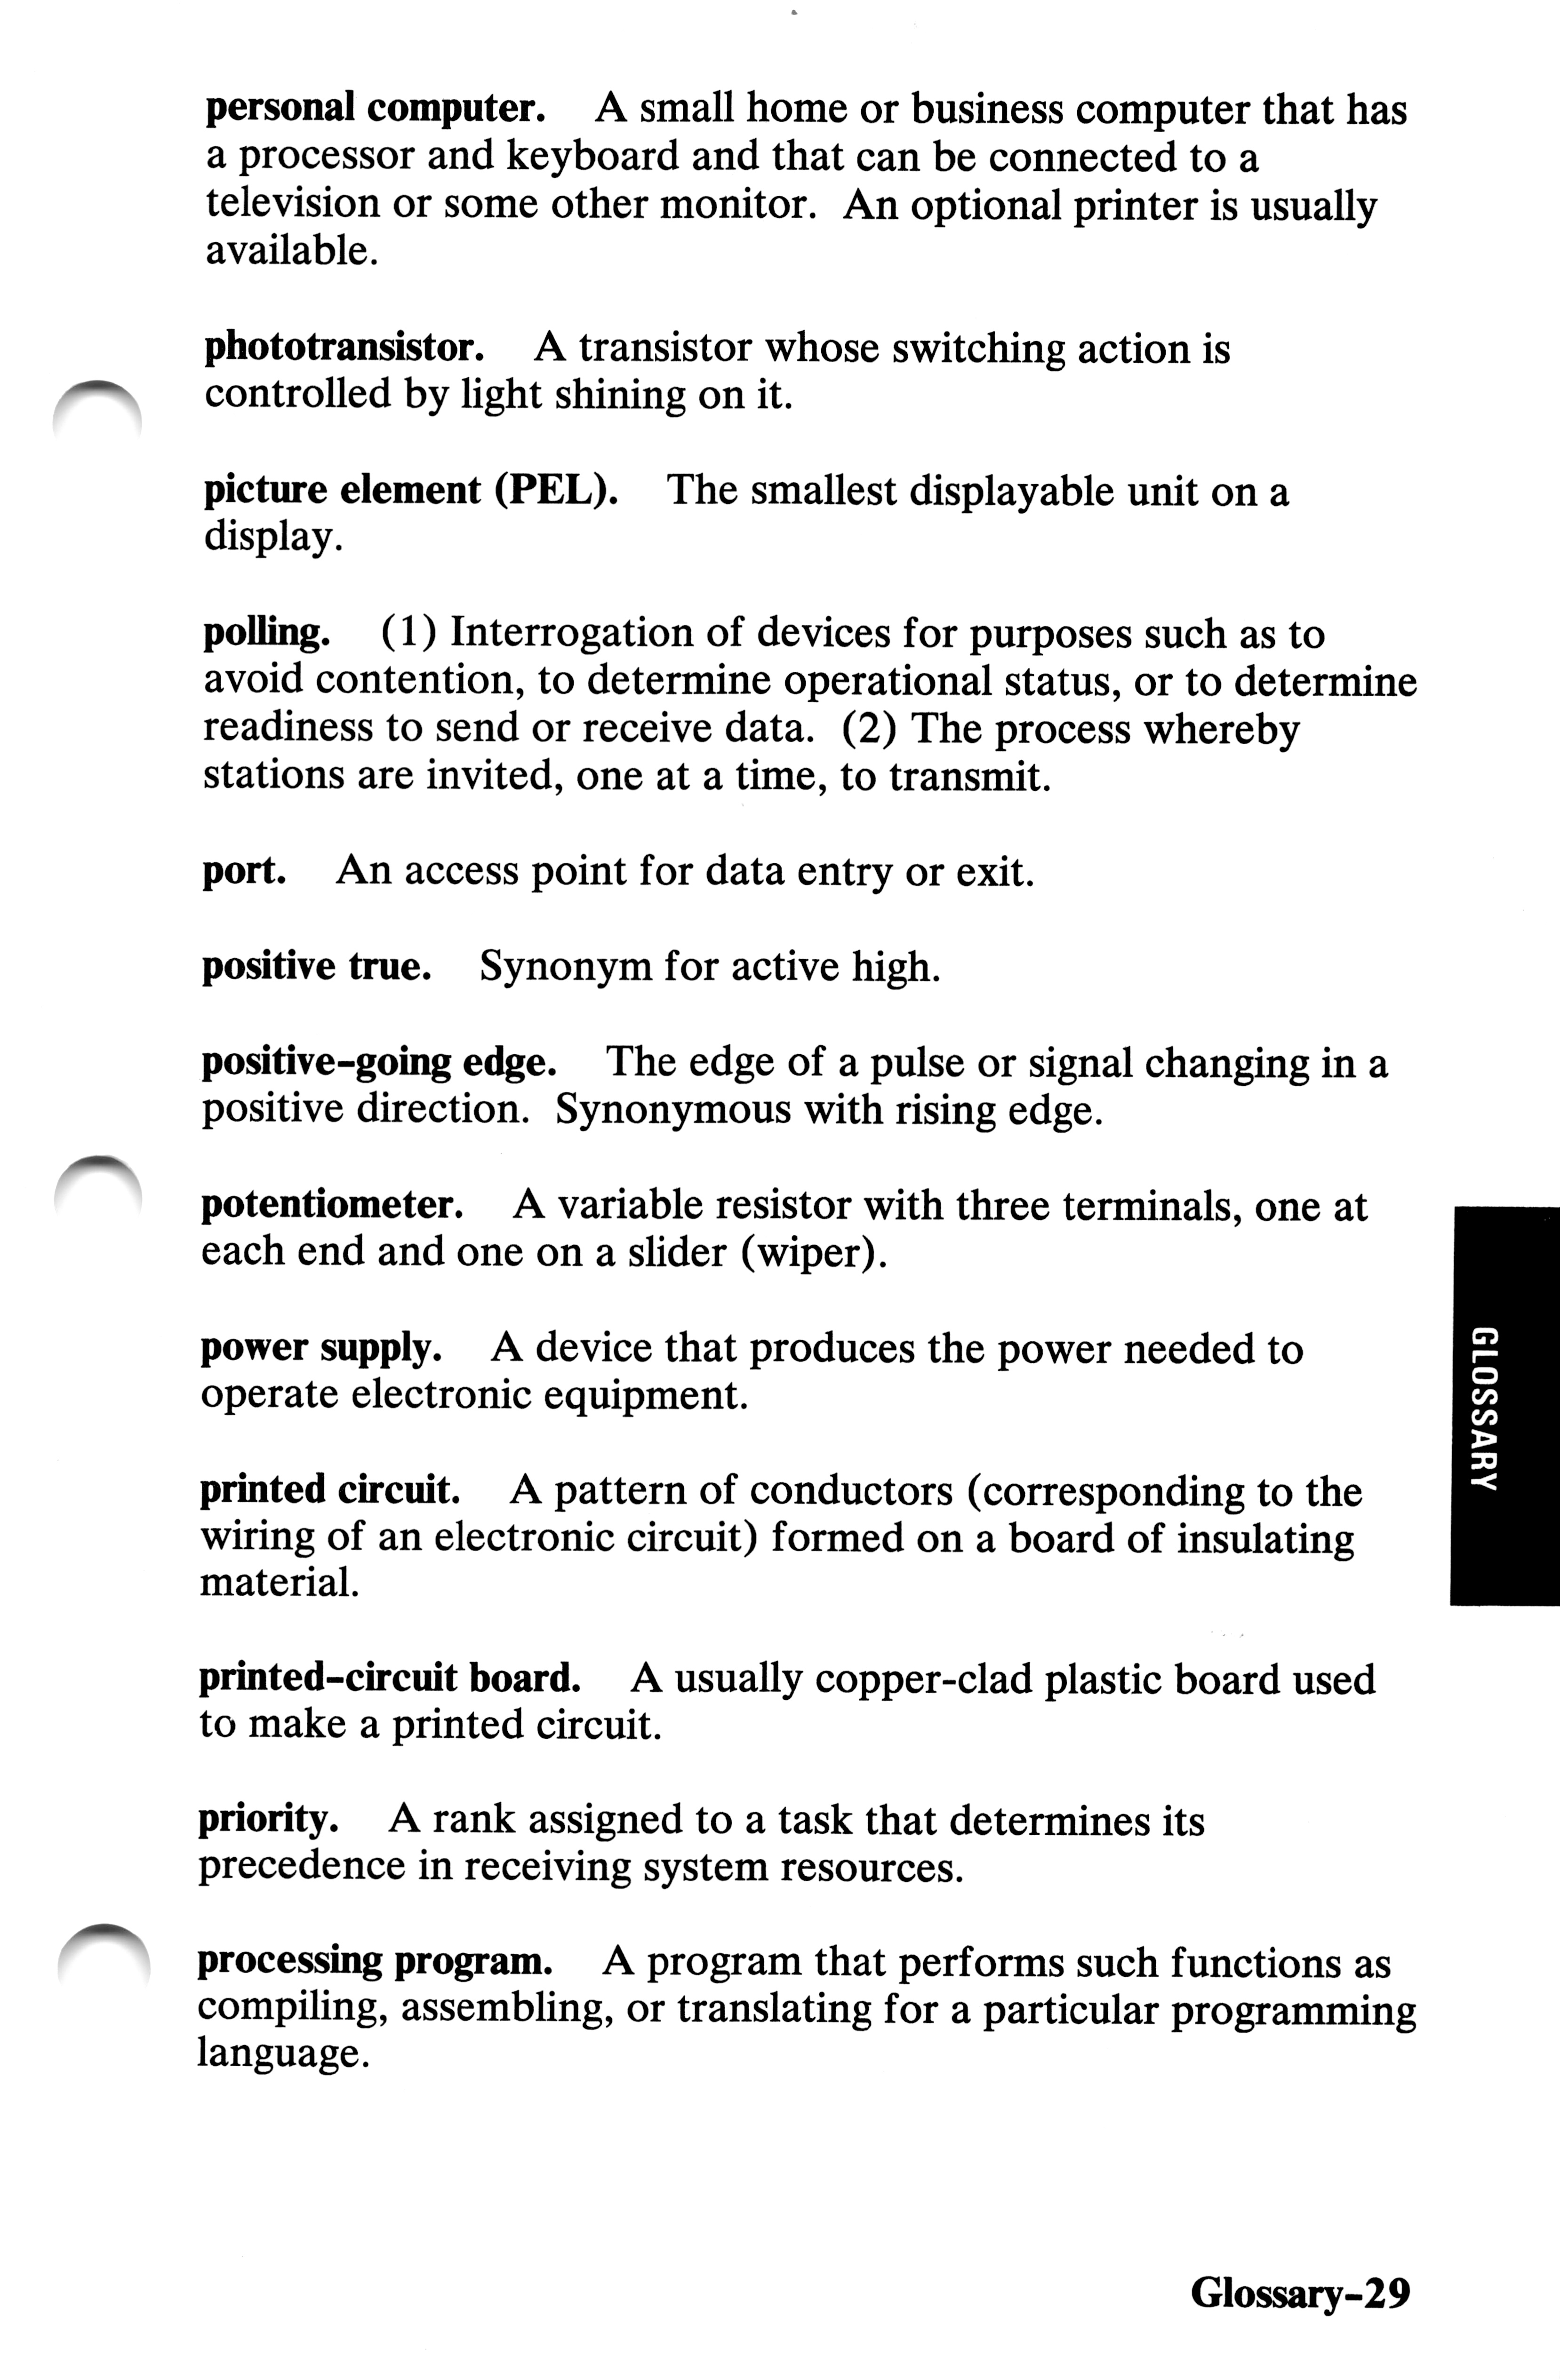 personal computer. A small home or business computer that has
a processor and keyboard and that can be connected to a
television or some other monitor. An optional printer is usually
available.
phototransistor. A transistor whose switching action is
controlled by light shining on it.
picture element (PEL). The smallest displayable unit on a
display.
polling. (1) Interrogation of devices for purposes such as to
avoid contention, to determine operational status, or to determine
readiness to send or receive data. (2) The process whereby
stations are invited, one at a time, to transmit.
port. An access point for data entry or exit.
positive true. Synonym for active high.
positive-going edge. The edge of a pulse or signal changing in a
positive direction. Synonymous with rising edge.
potentiometer. A variable resistor with three terminals, one at
each end and one on a slider (wiper).
power supply. A device that produces the power needed to
operate electronic equipment.
printed circuit. A pattern of conductors (corresponding to the
wiring of an electronic circuit) formed on a board of insulating
material.
printed-circuit board. A usually copper-clad plastic board used
to make a printed circuit.
priority. A rank assigned to a task that determines its
precedence in receiving system resources.
processing program. A program that performs such functions as
compiling, assembling, or translating for a particular programming
language.
GLOSSARY
Glossary-29